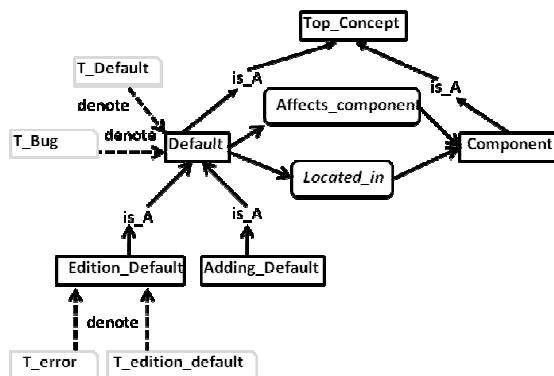 Top_Concept
T_Default
is_A
is_A
denote
Affects_component
T_Bug
denote
Default
Component
Located_in
is_A
is_A
Edition_Default
Adding_Default
denote
T_error
T_edition_default